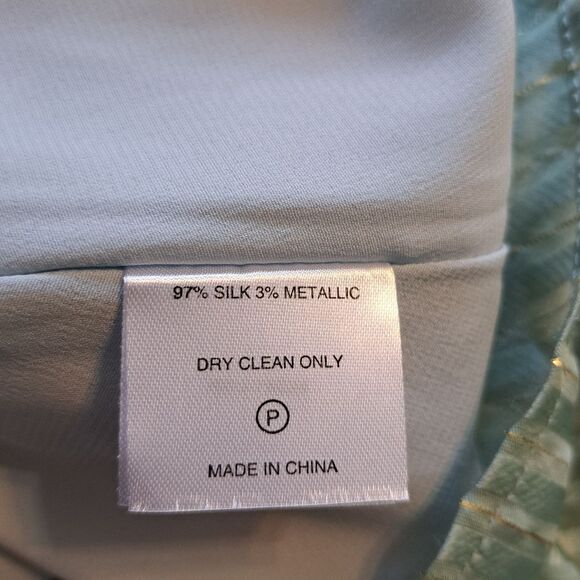 97% SILK 3% METALLIC
DRY CLEAN ONLY
P
MADE IN CHINA